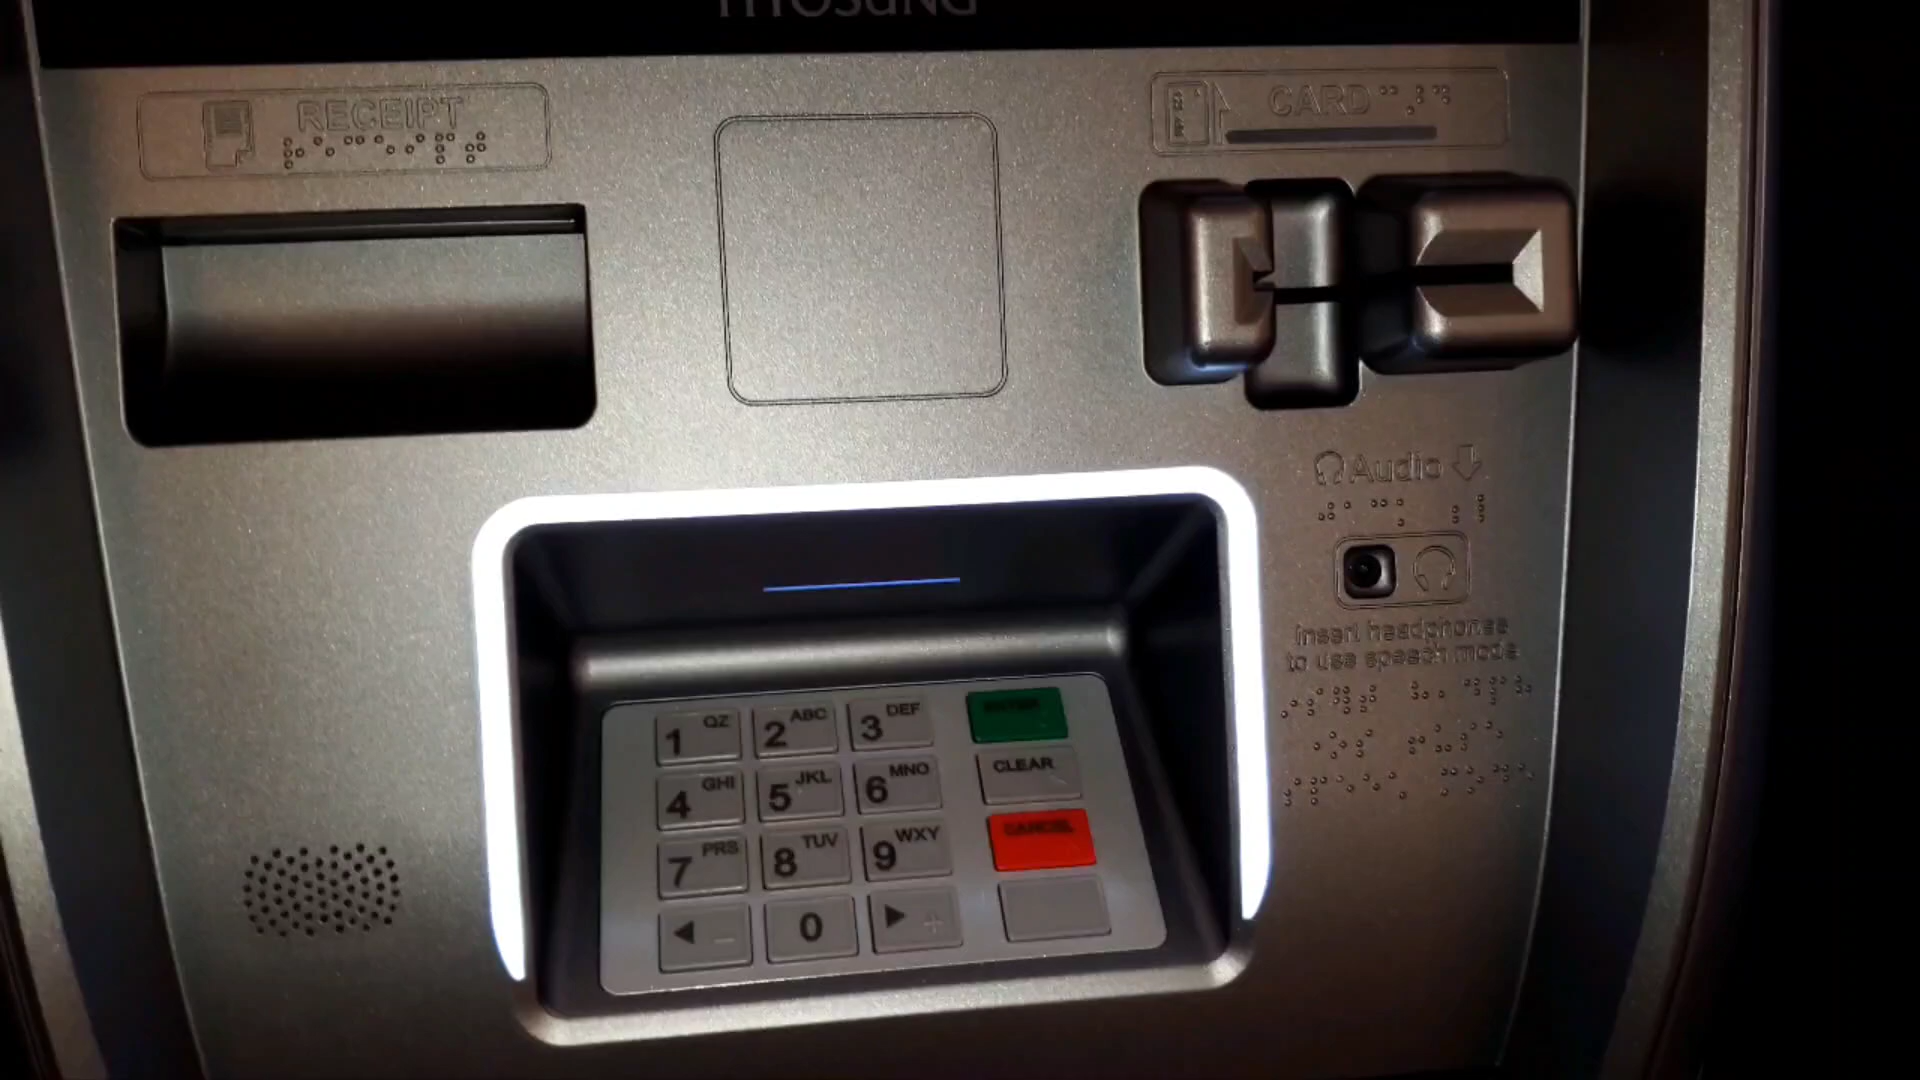 HYOSUNG
RECEIPT
CARD
Audio
Insert headphones
to use speech mode
1 QZ 2 ABC 3 DEF ENTER
4 GHI 5 JKL 6 MNO CLEAR
7 PRS 8 TUV 9 WXY CANCEL
- 0 +